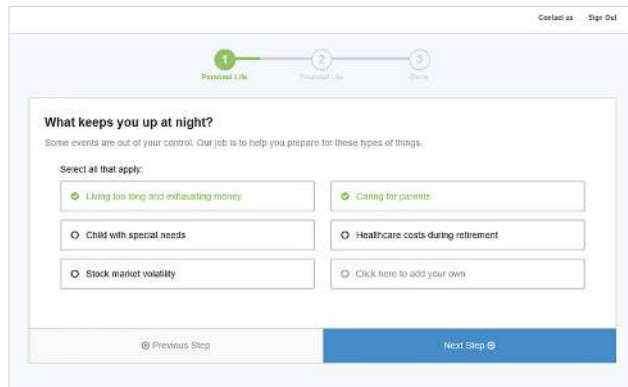 Contact us Sign Out
1 2 3
Personal Life Financial Life Done
What keeps you up at night?
Some events are out of your control. Our job is to help you prepare for these types of things.
Select all that apply:
Living too long and exhausting money
Caring for parents
Child with special needs
Healthcare costs during retirement
Stock market volatility
Click here to add your own
Previous Step
Next Step